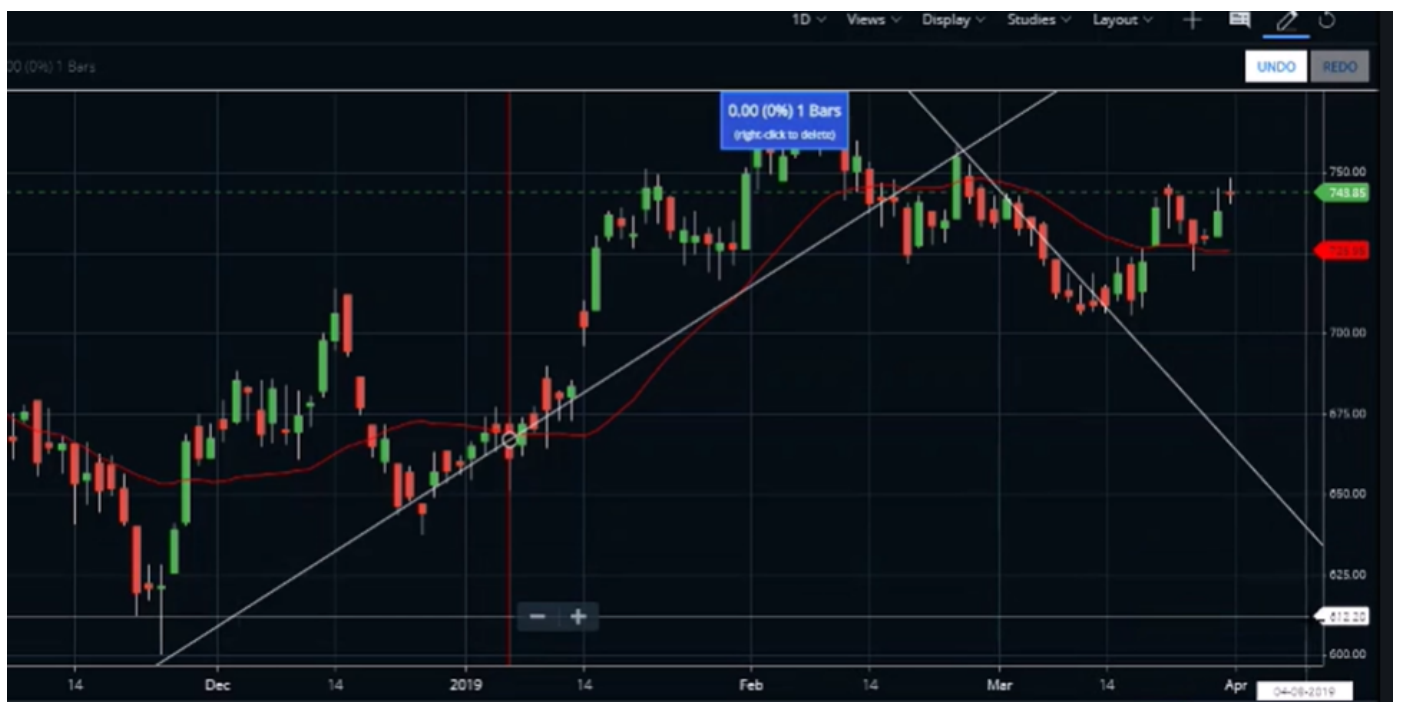 1D Views Display Studies Layout
00 (0%) 1 Bars
UNDO REDO
0.00 (0%) 1 Bars
(right-click to delete)
750.00
743.85
700.00
675.00
650.00
625.00
612.20
600.00
14 Dec 14 2019 14 Feb 14 Mar 14 Apr 04-08-2019